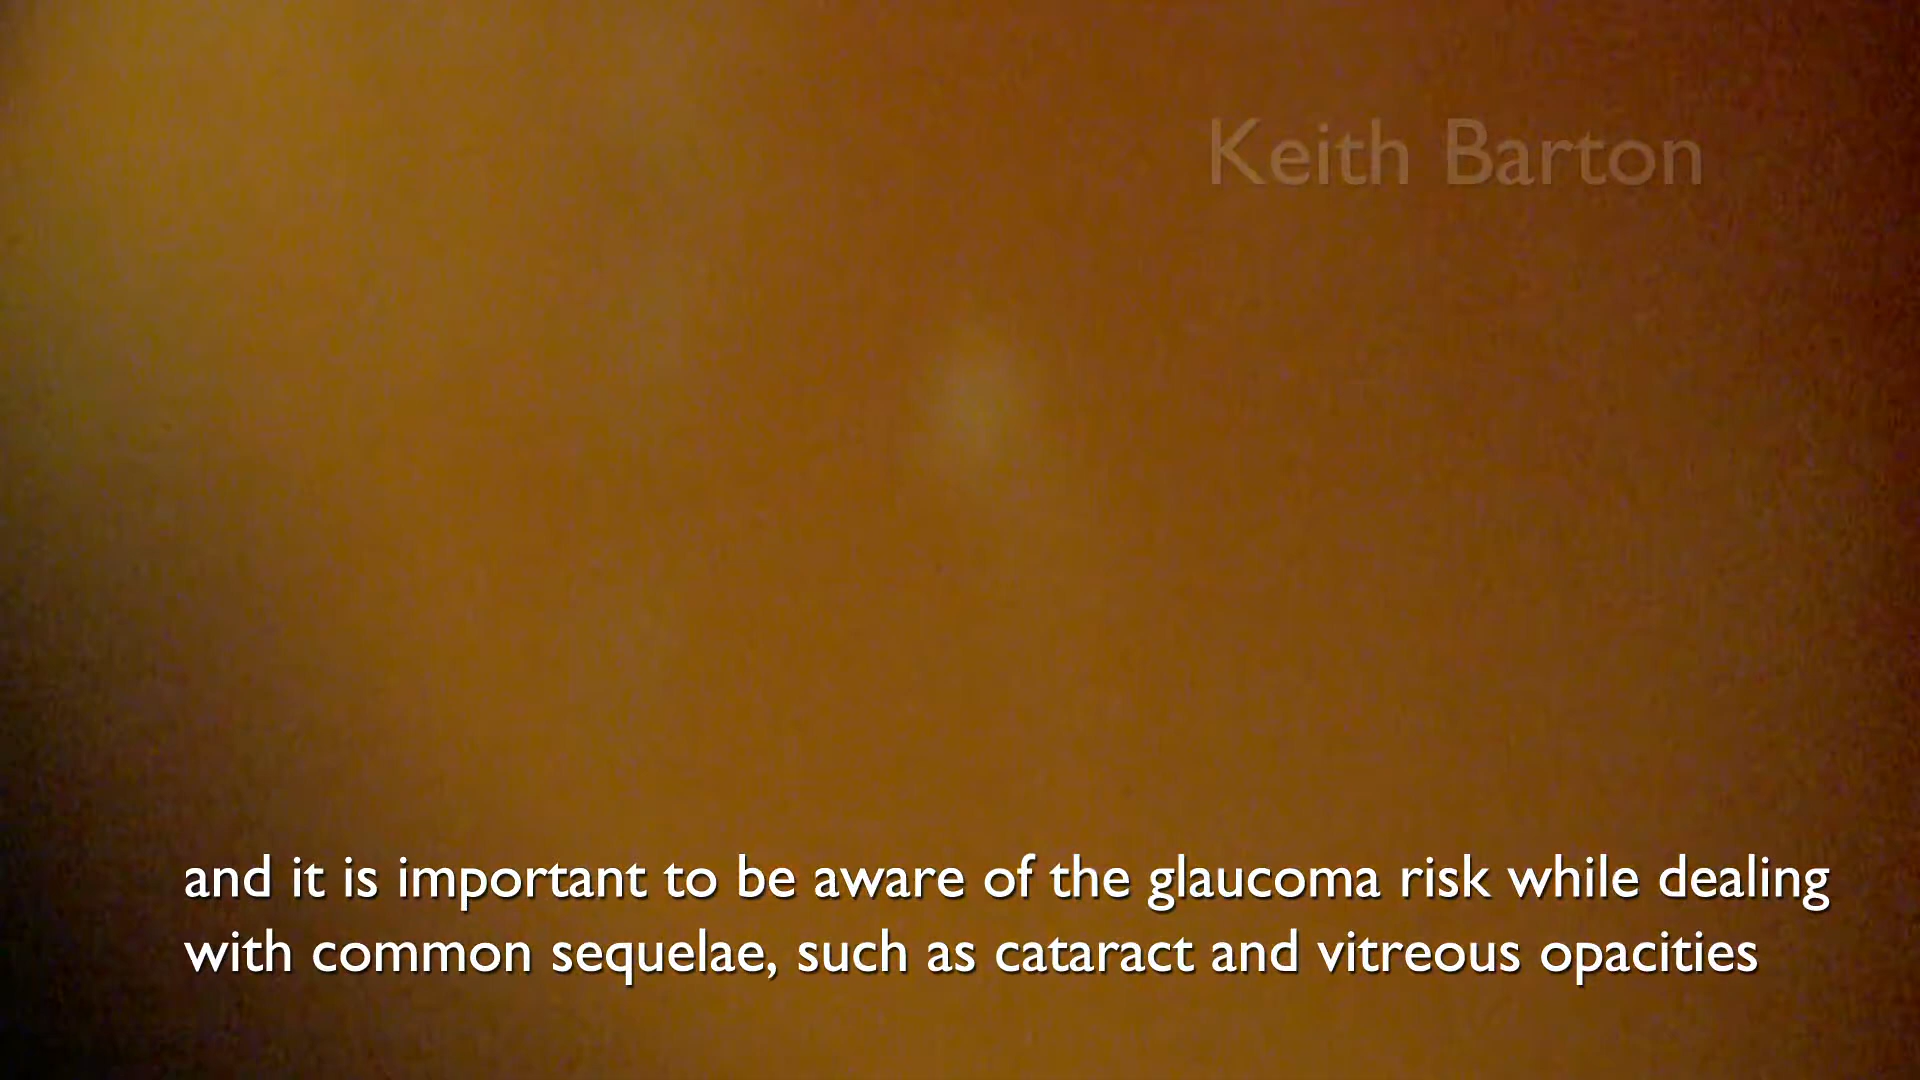 Keith Barton
and it is important to be aware of the glaucoma risk while dealing
with common sequelae, such as cataract and vitreous opacities